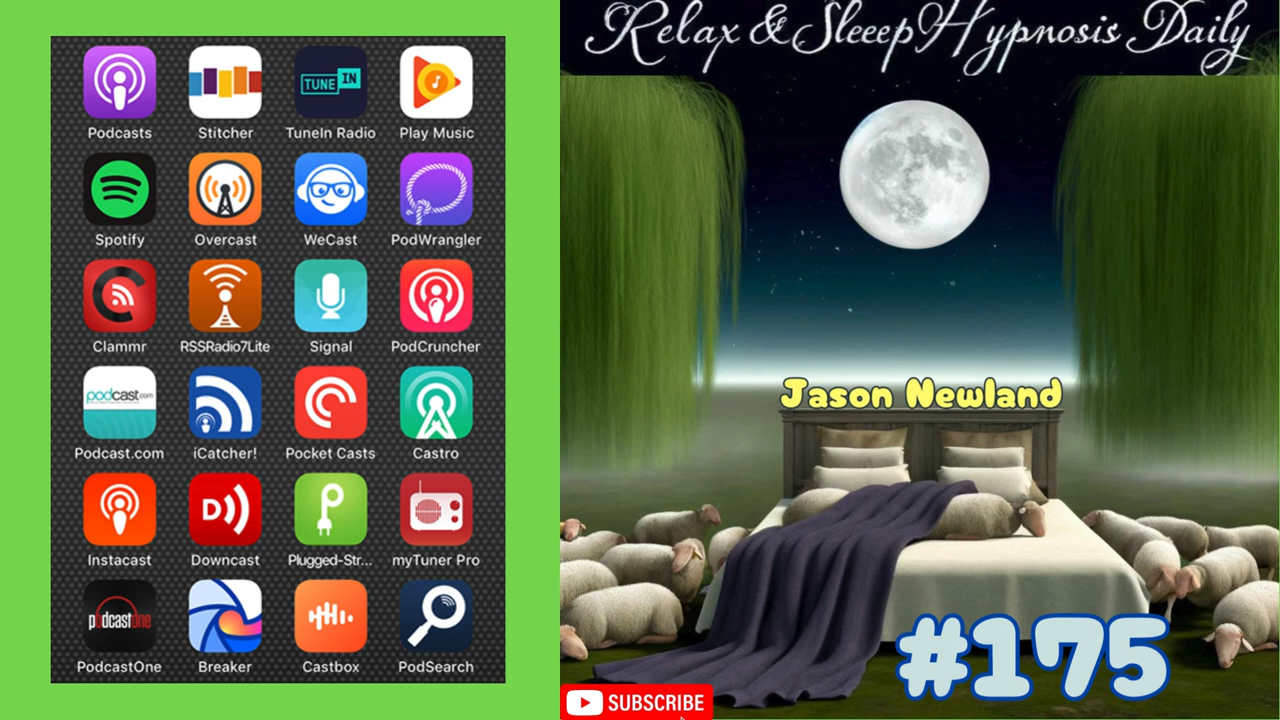 TUNE IN
Podcasts
Stitcher
TuneIn Radio
Play Music
Spotify
Overcast
WeCast
PodWrangler
Clammr
RSSRadio7Lite
Signal
PodCruncher
podcast.com
Podcast.com
iCatcher!
Pocket Casts
Castro
D
Instacast
Downcast
Plugged-Str...
myTuner Pro
podcastone
PodcastOne
Breaker
Castbox
PodSearch
Relax & Sleeep Hypnosis Daily
Jason Newland
#175
SUBSCRIBE